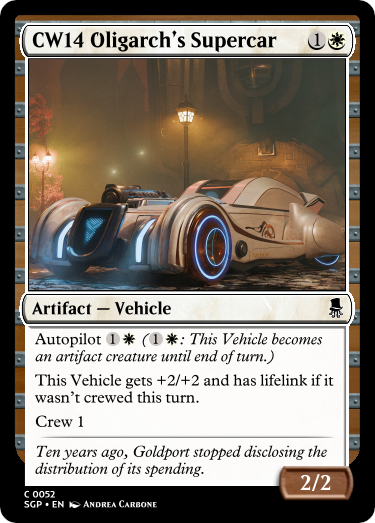 CW14 Oligarch's Supercar 1
Artifact — Vehicle
Autopilot 1 (1: This Vehicle becomes
an artifact creature until end of turn.)
This Vehicle gets +2/+2 and has lifelink if it
wasn't crewed this turn.
Crew 1
Ten years ago, Goldport stopped disclosing the
distribution of its spending.
2/2
C 0052
SGP • EN Andrea Carbone